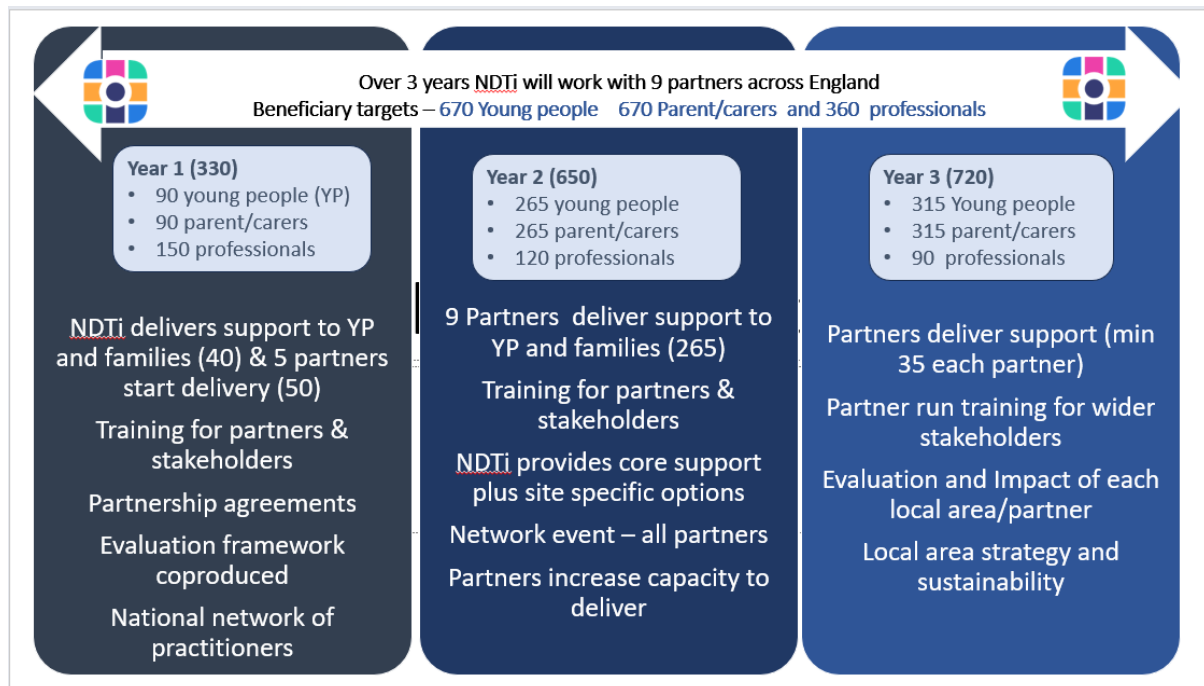 Over 3 years NDTi will work with 9 partners across England
Beneficiary targets – 670 Young people 670 Parent/carers and 360 professionals
Year 1 (330)
• 90 young people (YP)
• 90 parent/carers
• 150 professionals
NDTi delivers support to YP
and families (40) & 5 partners
start delivery (50)
Training for partners &
stakeholders
Partnership agreements
Evaluation framework
coproduced
National network of
practitioners
Year 2 (650)
• 265 young people
• 265 parent/carers
• 120 professionals
9 Partners deliver support to
YP and families (265)
Training for partners &
stakeholders
NDTi provides core support
plus site specific options
Network event – all partners
Partners increase capacity to
deliver
Year 3 (720)
• 315 Young people
• 315 parent/carers
• 90 professionals
Partners deliver support (min
35 each partner)
Partner run training for wider
stakeholders
Evaluation and Impact of each
local area/partner
Local area strategy and
sustainability